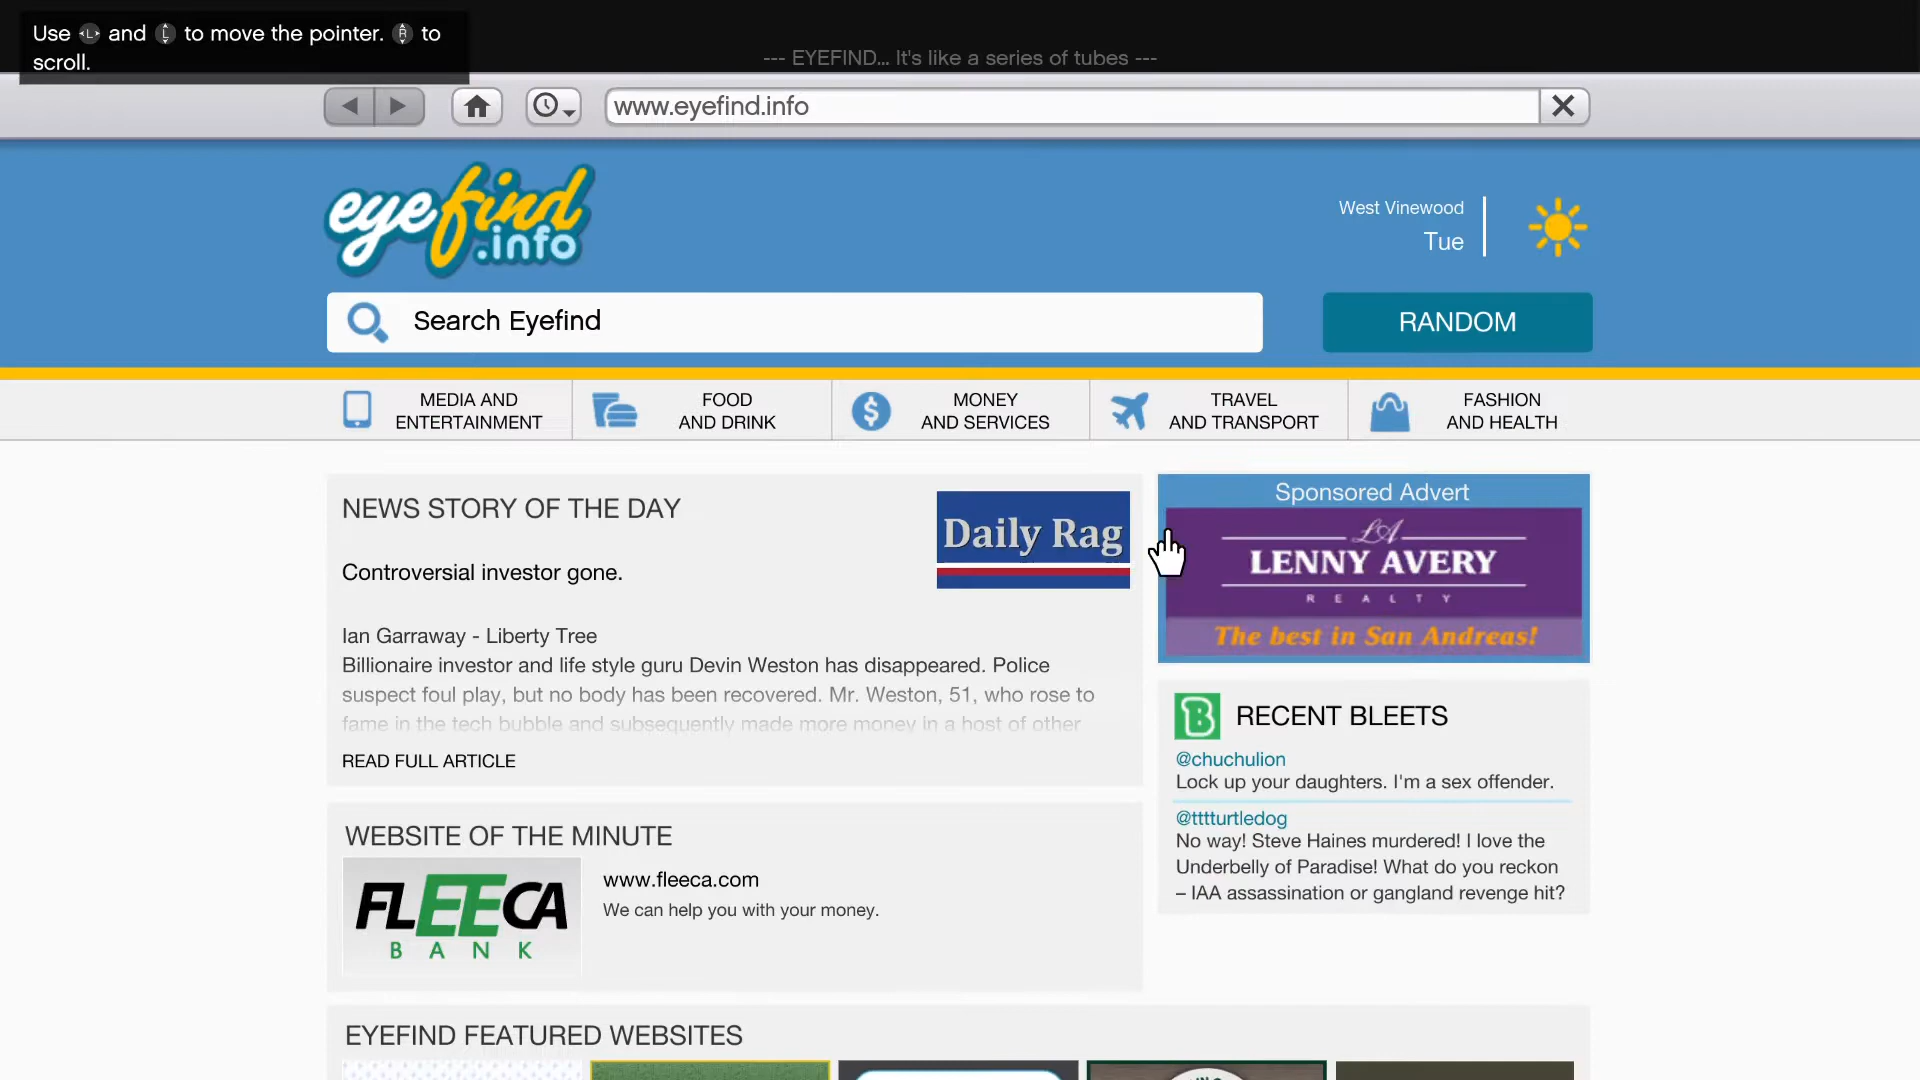 Use L and L to move the pointer. R to
scroll.
--- EYEFIND... It's like a series of tubes ---
www.eyefind.info
eyefind
.info
West Vinewood
Tue
Search Eyefind
RANDOM
MEDIA AND
ENTERTAINMENT
FOOD
AND DRINK
MONEY
AND SERVICES
TRAVEL
AND TRANSPORT
FASHION
AND HEALTH
NEWS STORY OF THE DAY
Daily Rag
Controversial investor gone.
Ian Garraway - Liberty Tree
Billionaire investor and life style guru Devin Weston has disappeared. Police
suspect foul play, but no body has been recovered. Mr. Weston, 51, who rose to
fame in the tech bubble and subsequently made more money in a host of other
READ FULL ARTICLE
Sponsored Advert
LA
LENNY AVERY
REALTY
The best in San Andreas!
B
RECENT BLEETS
@chuchulion
Lock up your daughters. I'm a sex offender.
@tttturtledog
No way! Steve Haines murdered! I love the
Underbelly of Paradise! What do you reckon
– IAA assassination or gangland revenge hit?
WEBSITE OF THE MINUTE
FLEECA
BANK
www.fleeca.com
We can help you with your money.
EYEFIND FEATURED WEBSITES